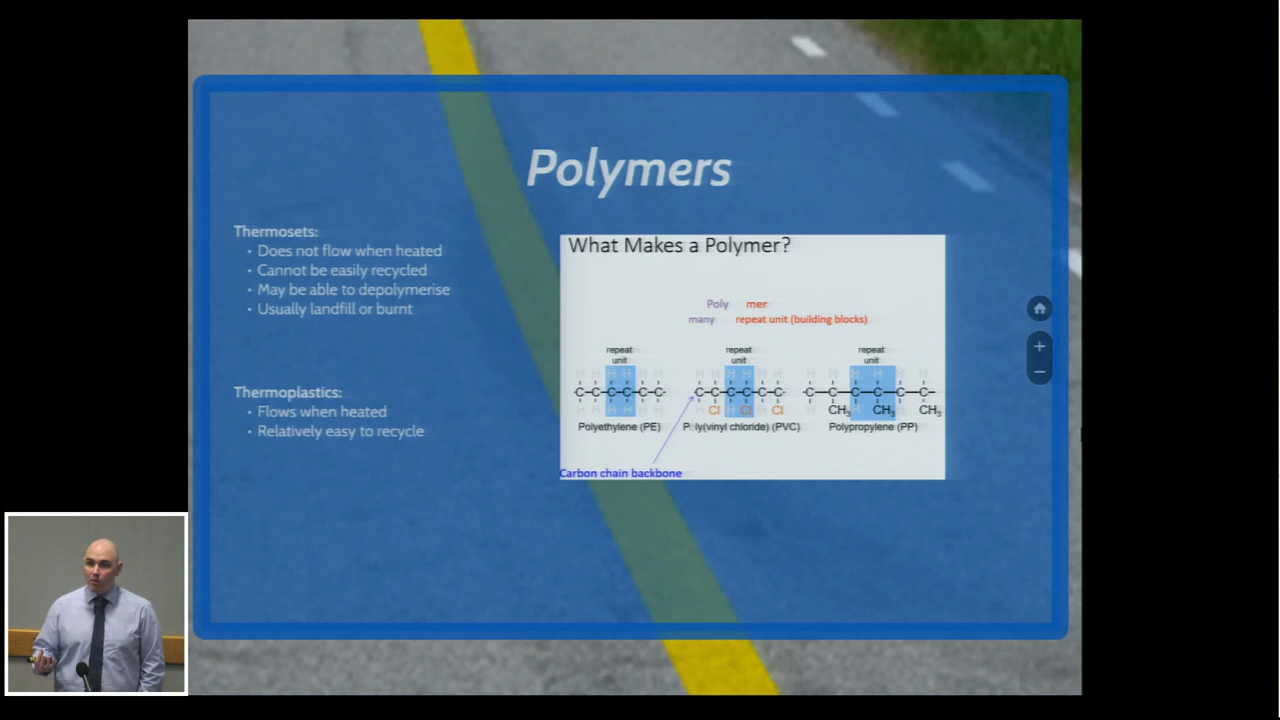 Polymers
Thermosets:
• Does not flow when heated
• Cannot be easily recycled
• May be able to depolymerise
• Usually landfill or burnt
Thermoplastics:
• Flows when heated
• Relatively easy to recycle
What Makes a Polymer?
Poly mer
many repeat unit (building blocks)
repeat unit
repeat unit
repeat unit
H H H H H H
-C-C-C-C-C-C-
H H H H H H
Polyethylene (PE)
H H H H H H
-C-C-C-C-C-C-
H Cl H Cl H Cl
Poly(vinyl chloride) (PVC)
H H H H H H
-C-C-C-C-C-C-
H CH3 H CH3 H CH3
Polypropylene (PP)
Carbon chain backbone
+
−